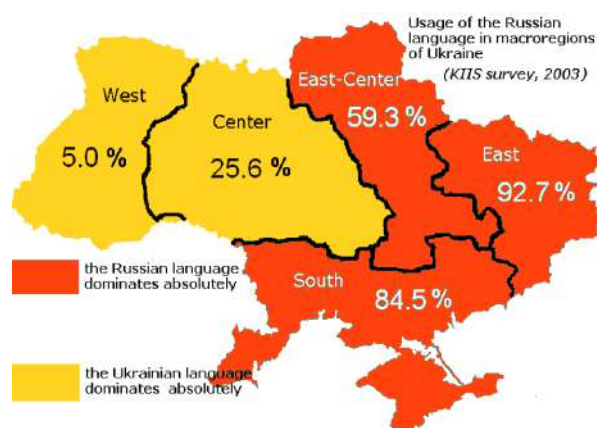 Usage of the Russian
language in macroregions
of Ukraine
(KIIS survey, 2003)
West
5.0 %
Center
25.6 %
East-Center
59.3 %
East
92.7 %
South
84.5 %
the Russian language
dominates absolutely
the Ukrainian language
dominates absolutely